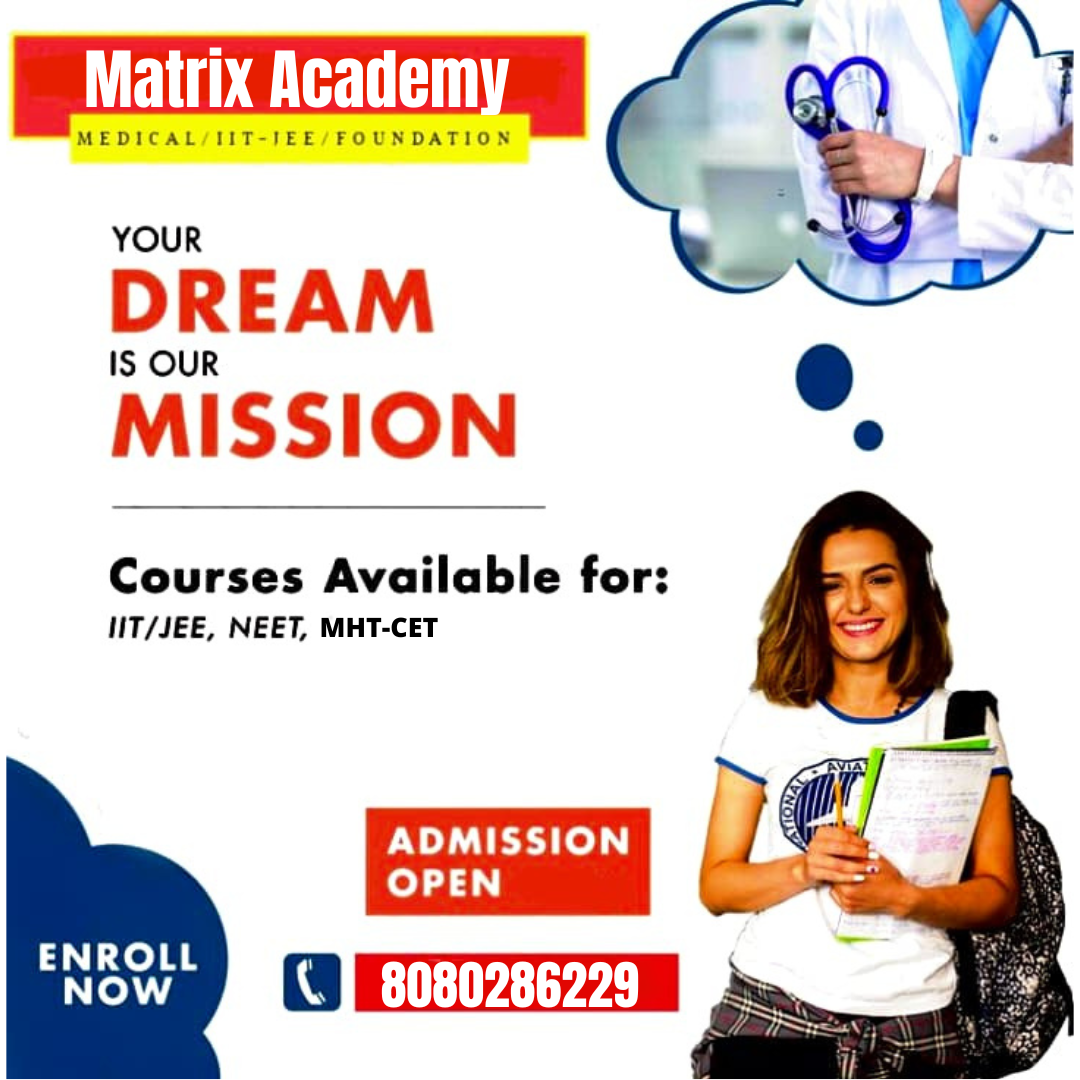 Matrix Academy
MEDICAL/IIT-JEE/FOUNDATION
YOUR
DREAM
IS OUR
MISSION
Courses Available for:
IIT/JEE, NEET, MHT-CET
ADMISSION
OPEN
ENROLL
NOW
8080286229